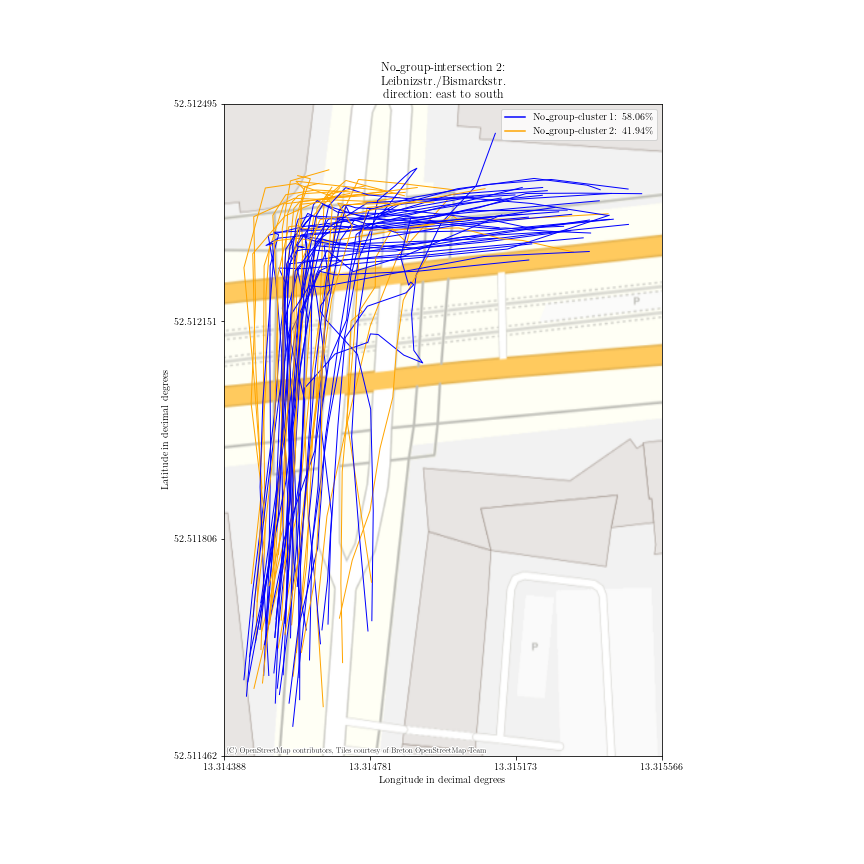 No_group-intersection 2:
Leibnizstr./Bismarckstr.
direction: east to south
52.512495
No_group-cluster 1: 58.06%
No_group-cluster 2: 41.94%
P
52.512151
Latitude in decimal degrees
52.511806
P
(C) OpenStreetMap contributors, Tiles courtesy of Breton OpenStreetMap Team
52.511462
13.314388
13.314781
13.315173
13.315566
Longitude in decimal degrees